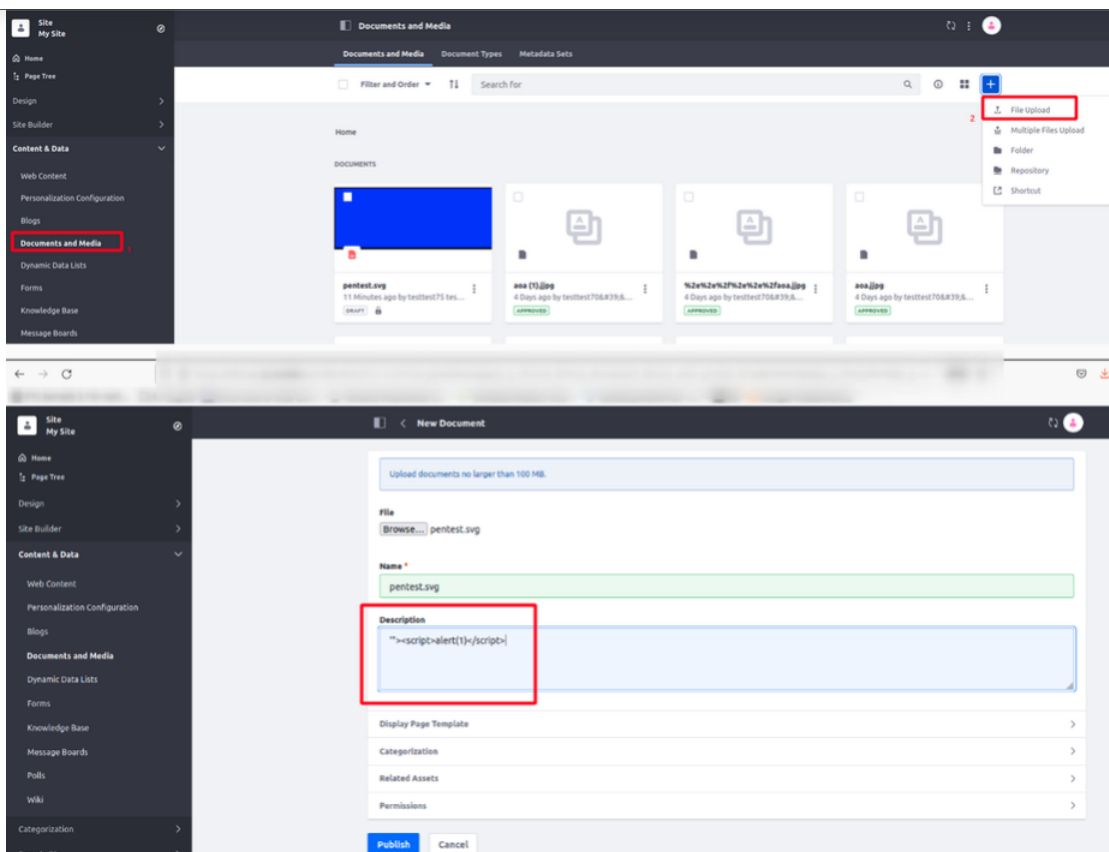 Site
My Site
Home
Page Tree
Design
Site Builder
Content & Data
Web Content
Personalization Configuration
Blogs
Documents and Media
1
Dynamic Data Lists
Forms
Knowledge Base
Message Boards
Documents and Media
Documents and Media Document Types Metadata Sets
Filter and Order Search for
2
File Upload
Multiple Files Upload
Folder
Repository
Shortcut
Home
DOCUMENTS
pentest.svg
11 Minutes ago by testtest75 tes...
DRAFT
aoa (1).jjpg
4 Days ago by testtest70&#39;&...
APPROVED
%2e%2e%2f%2e%2e%2faoa.jjpg
4 Days ago by testtest70&#39;&...
APPROVED
aoa.jjpg
4 Days ago by testtest70&#39;&...
APPROVED
Site
My Site
Home
Page Tree
Design
Site Builder
Content & Data
Web Content
Personalization Configuration
Blogs
Documents and Media
Dynamic Data Lists
Forms
Knowledge Base
Message Boards
Polls
Wiki
Categorization
New Document
Upload documents no larger than 100 MB.
File
Browse... pentest.svg
Name *
pentest.svg
Description
'"><script>alert(1)</script>
Display Page Template
Categorization
Related Assets
Permissions
Publish Cancel